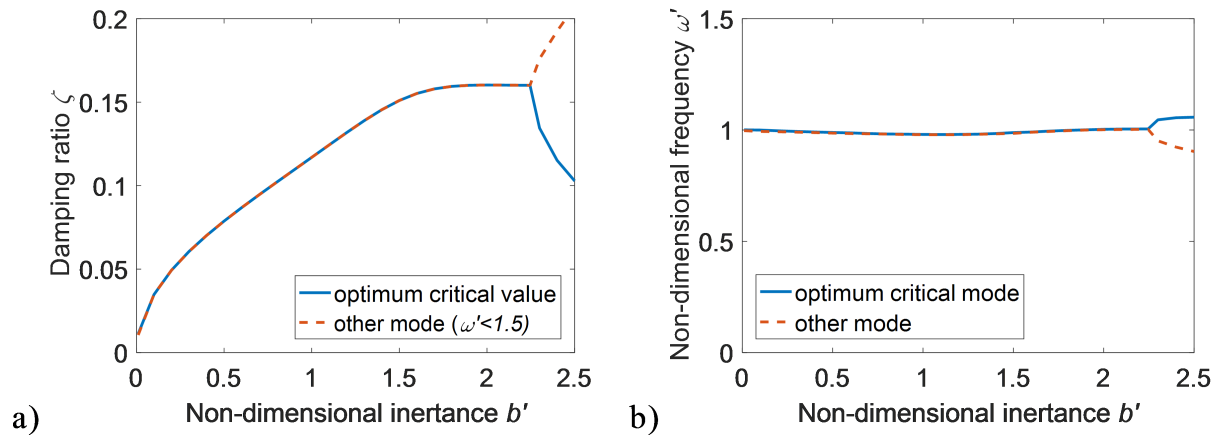 0.2
0.15
0.1
0.05
0
Damping ratio ζ
optimum critical value
other mode (ω'<1.5)
0 0.5 1 1.5 2 2.5
Non-dimensional inertance b'
a)
1.5
1
0.5
0
Non-dimensional frequency ω'
optimum critical mode
other mode
0 0.5 1 1.5 2 2.5
Non-dimensional inertance b'
b)